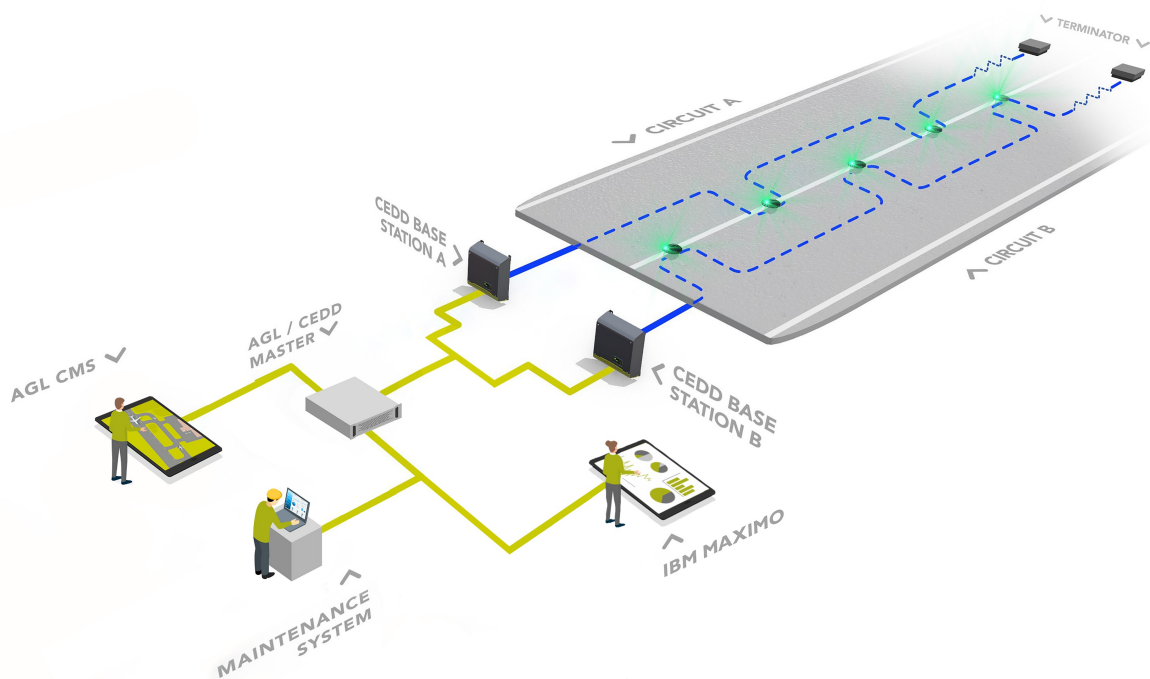 TERMINATOR
CIRCUIT A
CEDD BASE
STATION A
CIRCUIT B
AGL / CEDD
MASTER
AGL CMS
CEDD BASE
STATION B
IBM MAXIMO
MAINTENANCE
SYSTEM